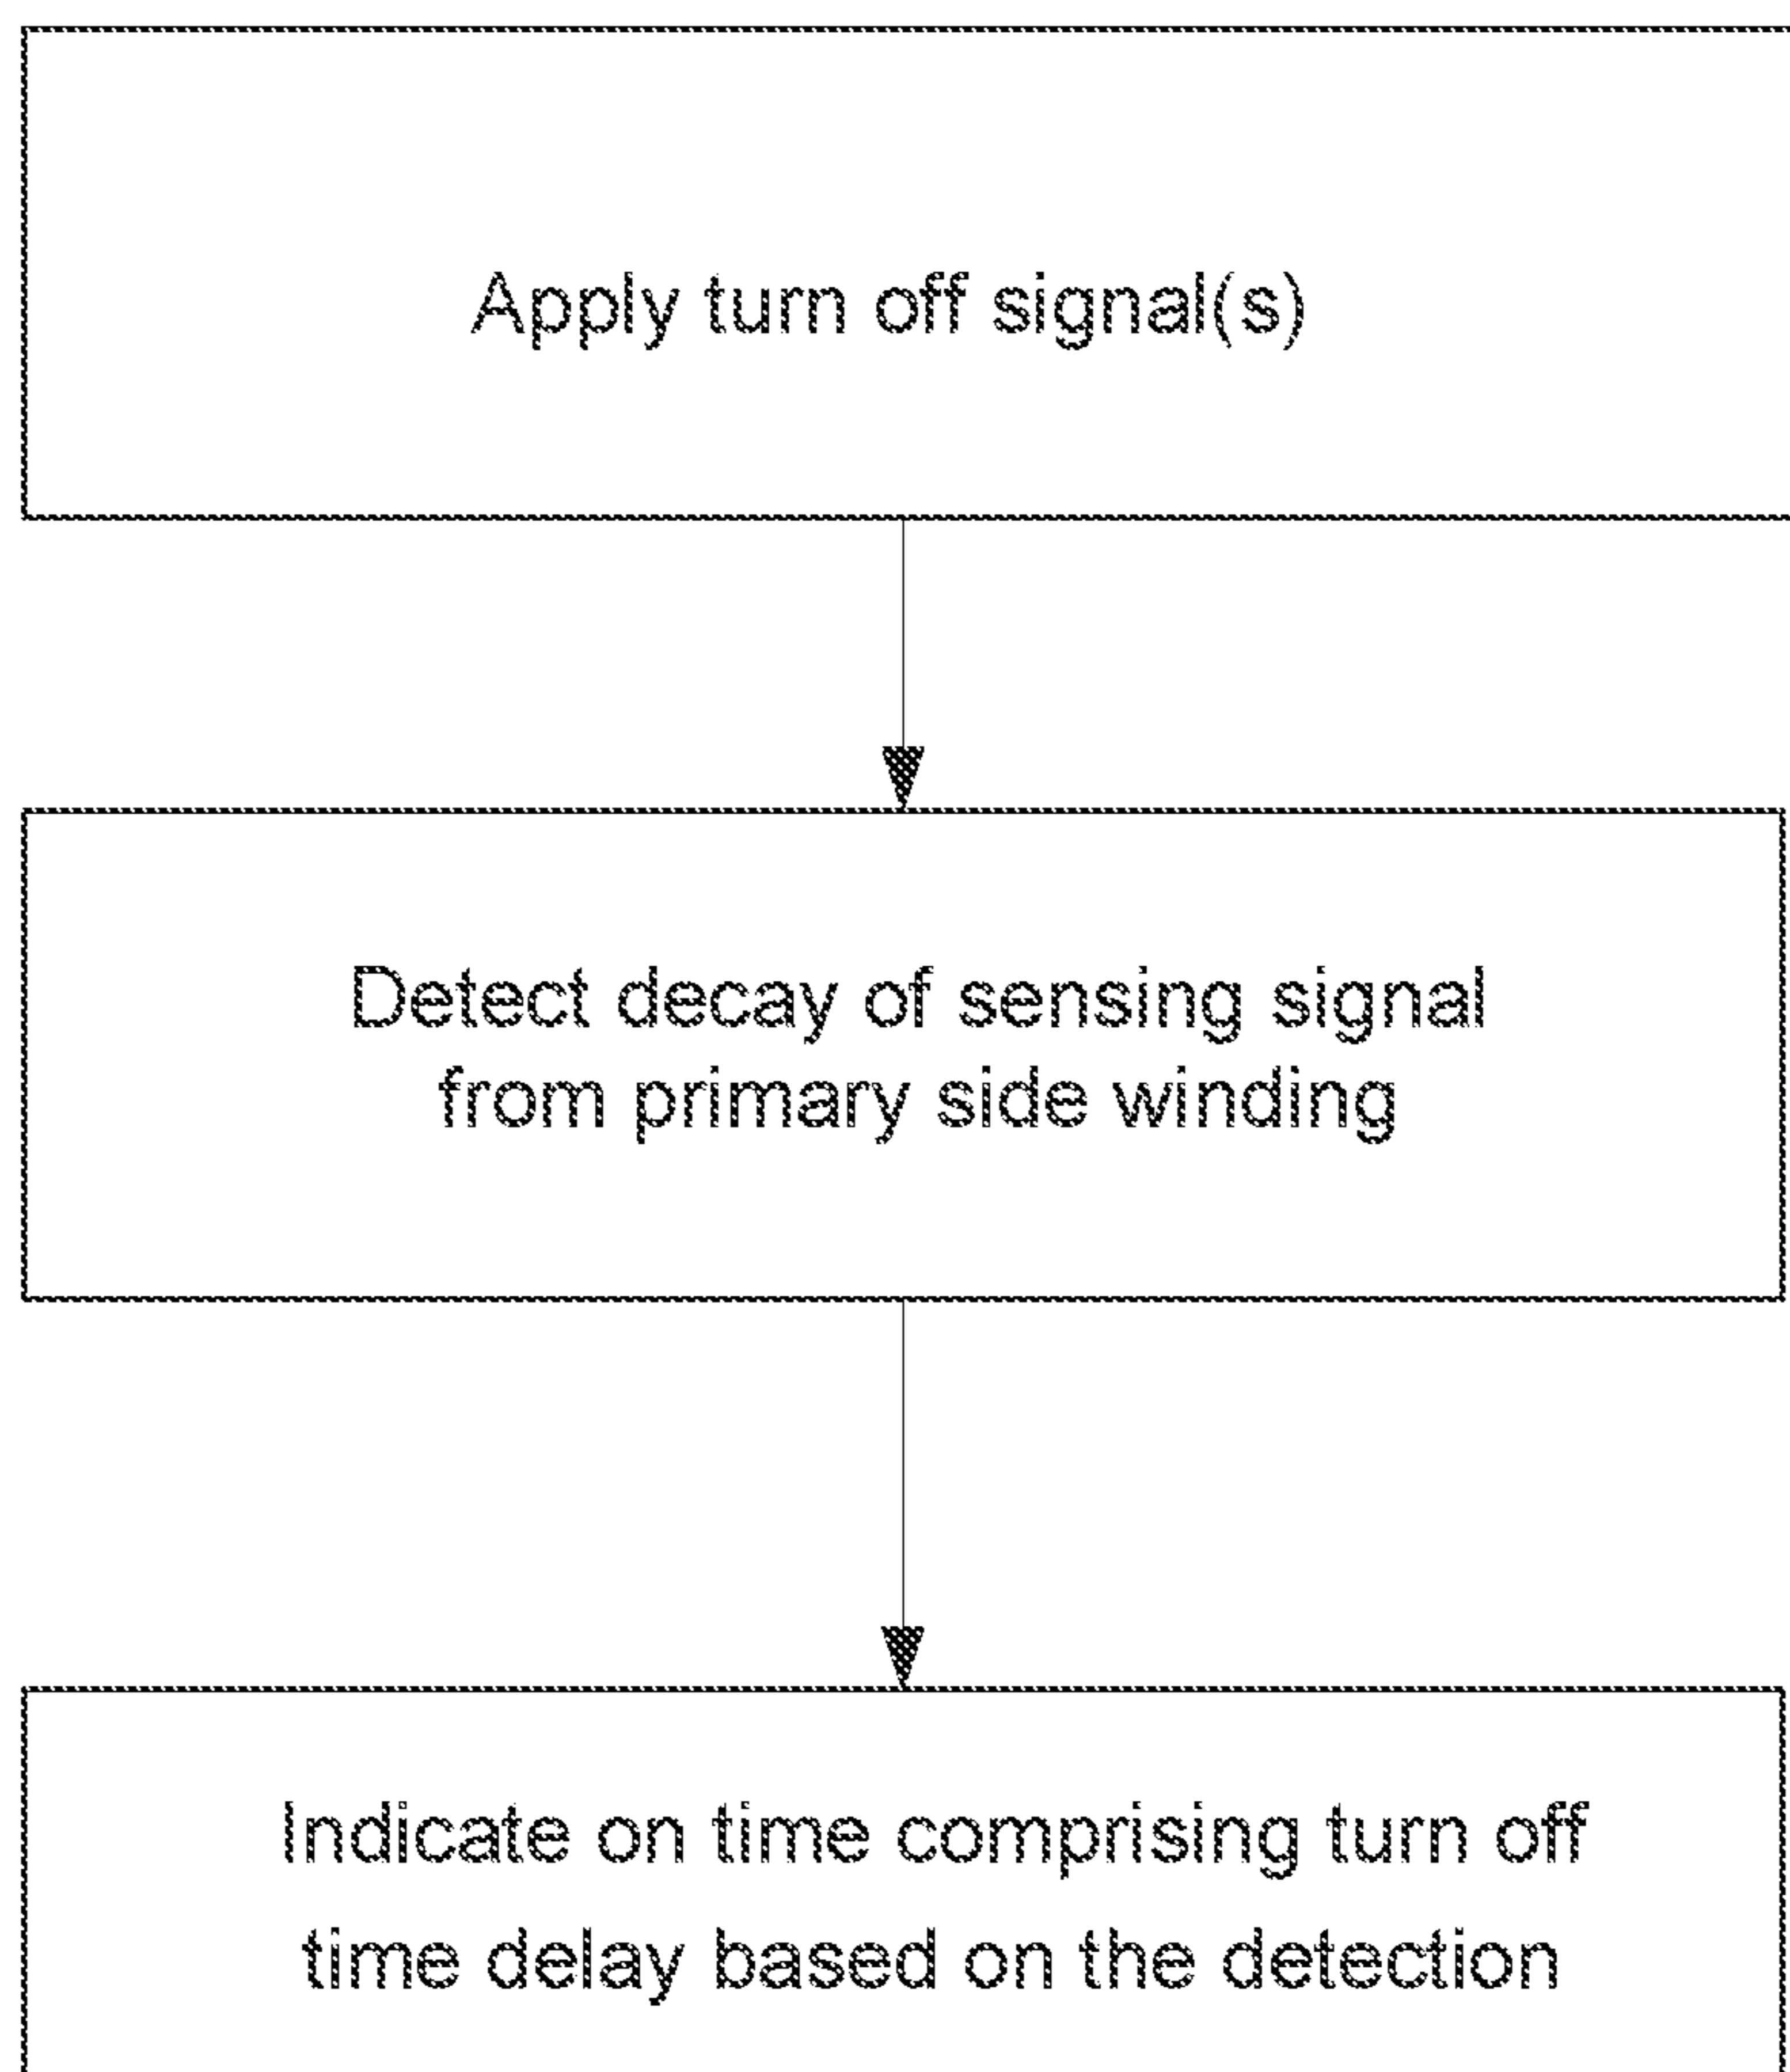 Apply turn off signal(s)
Detect decay of sensing signal
from primary side winding
Indicate on time comprising turn off
time delay based on the detection